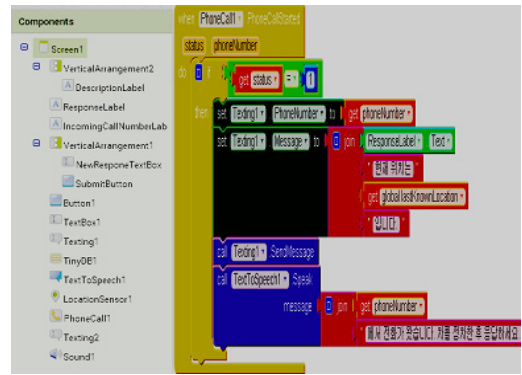 Components
Screen1
VerticalArrangement2
DescriptionLabel
ResponseLabel
IncomingCallNumberLab
VerticalArrangement1
NewResponeTextBox
SubmitButton
Button1
TextBox1
Texting1
TinyDB1
TextToSpeech1
LocationSensor1
PhoneCall1
Texting2
Sound1
when PhoneCall1 .PhoneCallStarted
status phoneNumber
do if get status = 1
then set Texting1 . PhoneNumber to get phoneNumber
set Texting1 . Message to join ResponseLabel . Text
" 현재 위치는 "
get global lastKnownLocation
" 입니다. "
call Texting1 .SendMessage
call TextToSpeech1 .Speak
message join get phoneNumber
" 에서 전화가 왔습니다. 차를 정차한 후 응답하세요.